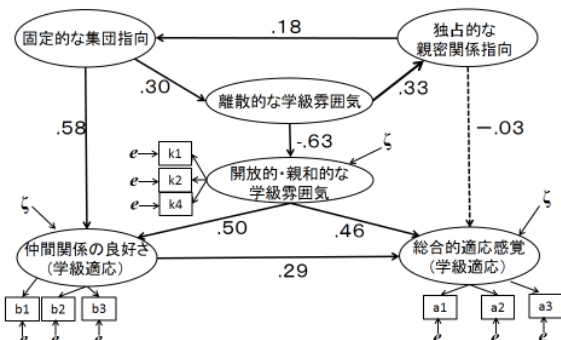 固定的な集団指向
.18
独占的な
親密関係指向
.30
離散的な学級雰囲気
.33
.58
-.63
-.03
e
k1
e
k2
e
k4
開放的・親和的な
学級雰囲気
ζ
ζ
.50
.46
ζ
仲間関係の良好さ
(学級適応)
.29
総合的適応感覚
(学級適応)
b1
b2
b3
a1
a2
a3
e
e
e
e
e
e